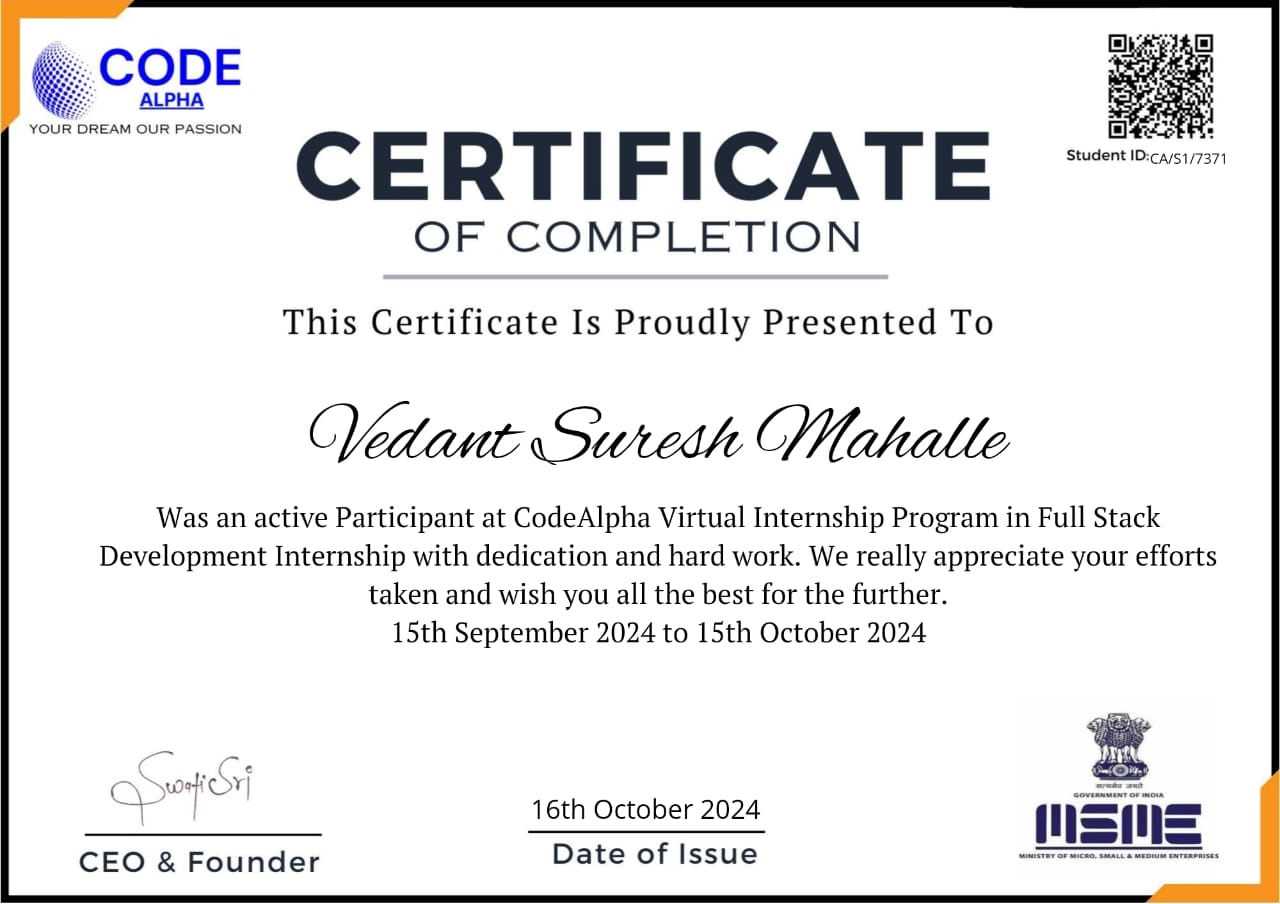 CODE
ALPHA
YOUR DREAM OUR PASSION
Student ID:CA/S1/7371
CERTIFICATE
OF COMPLETION
This Certificate Is Proudly Presented To
Vedant Suresh Mahalle
Was an active Participant at CodeAlpha Virtual Internship Program in Full Stack
Development Internship with dedication and hard work. We really appreciate your efforts
taken and wish you all the best for the further.
15th September 2024 to 15th October 2024
CEO & Founder
16th October 2024
Date of Issue
सत्यमेव जयते
GOVERNMENT OF INDIA
MSME
MINISTRY OF MICRO, SMALL & MEDIUM ENTERPRISES